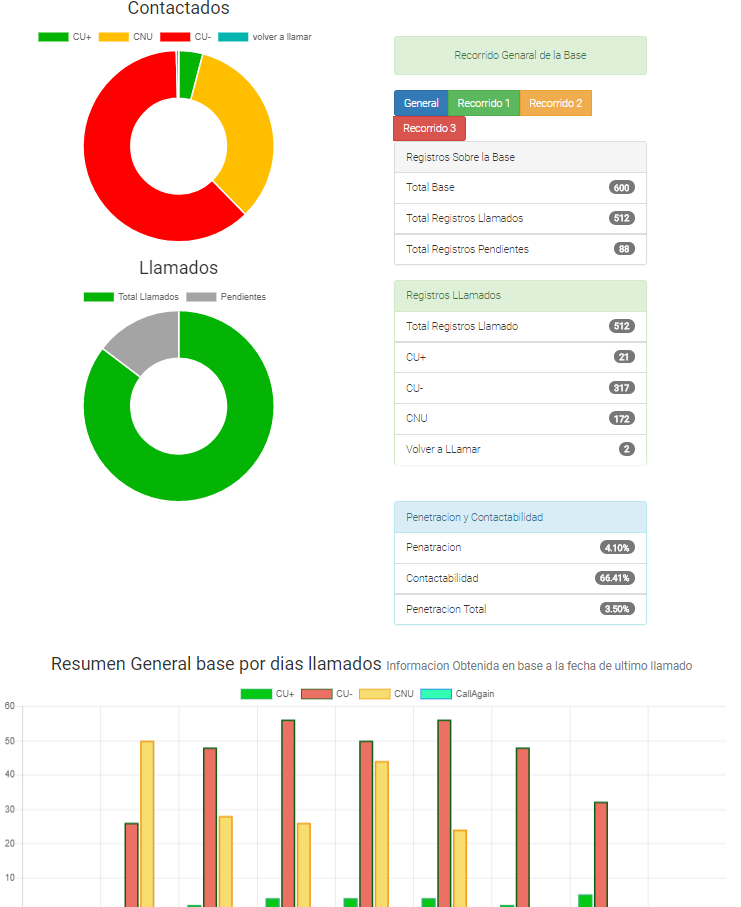 Contactados
CU+ CNU CU- volver a llamar
Llamados
Total Llamados Pendientes
Recorrido Genaral de la Base
General Recorrido 1 Recorrido 2
Recorrido 3
Registros Sobre la Base
Total Base 600
Total Registros Llamados 512
Total Registros Pendientes 88
Registros LLamados
Total Registros Llamado 512
CU+ 21
CU- 317
CNU 172
Volver a LLamar 2
Penetracion y Contactabilidad
Penatracion 4.10%
Contactabilidad 66.41%
Penetracion Total 3.50%
Resumen General base por dias llamados Informacion Obtenida en base a la fecha de ultimo llamado
CU+ CU- CNU CallAgain
60
50
40
30
20
10